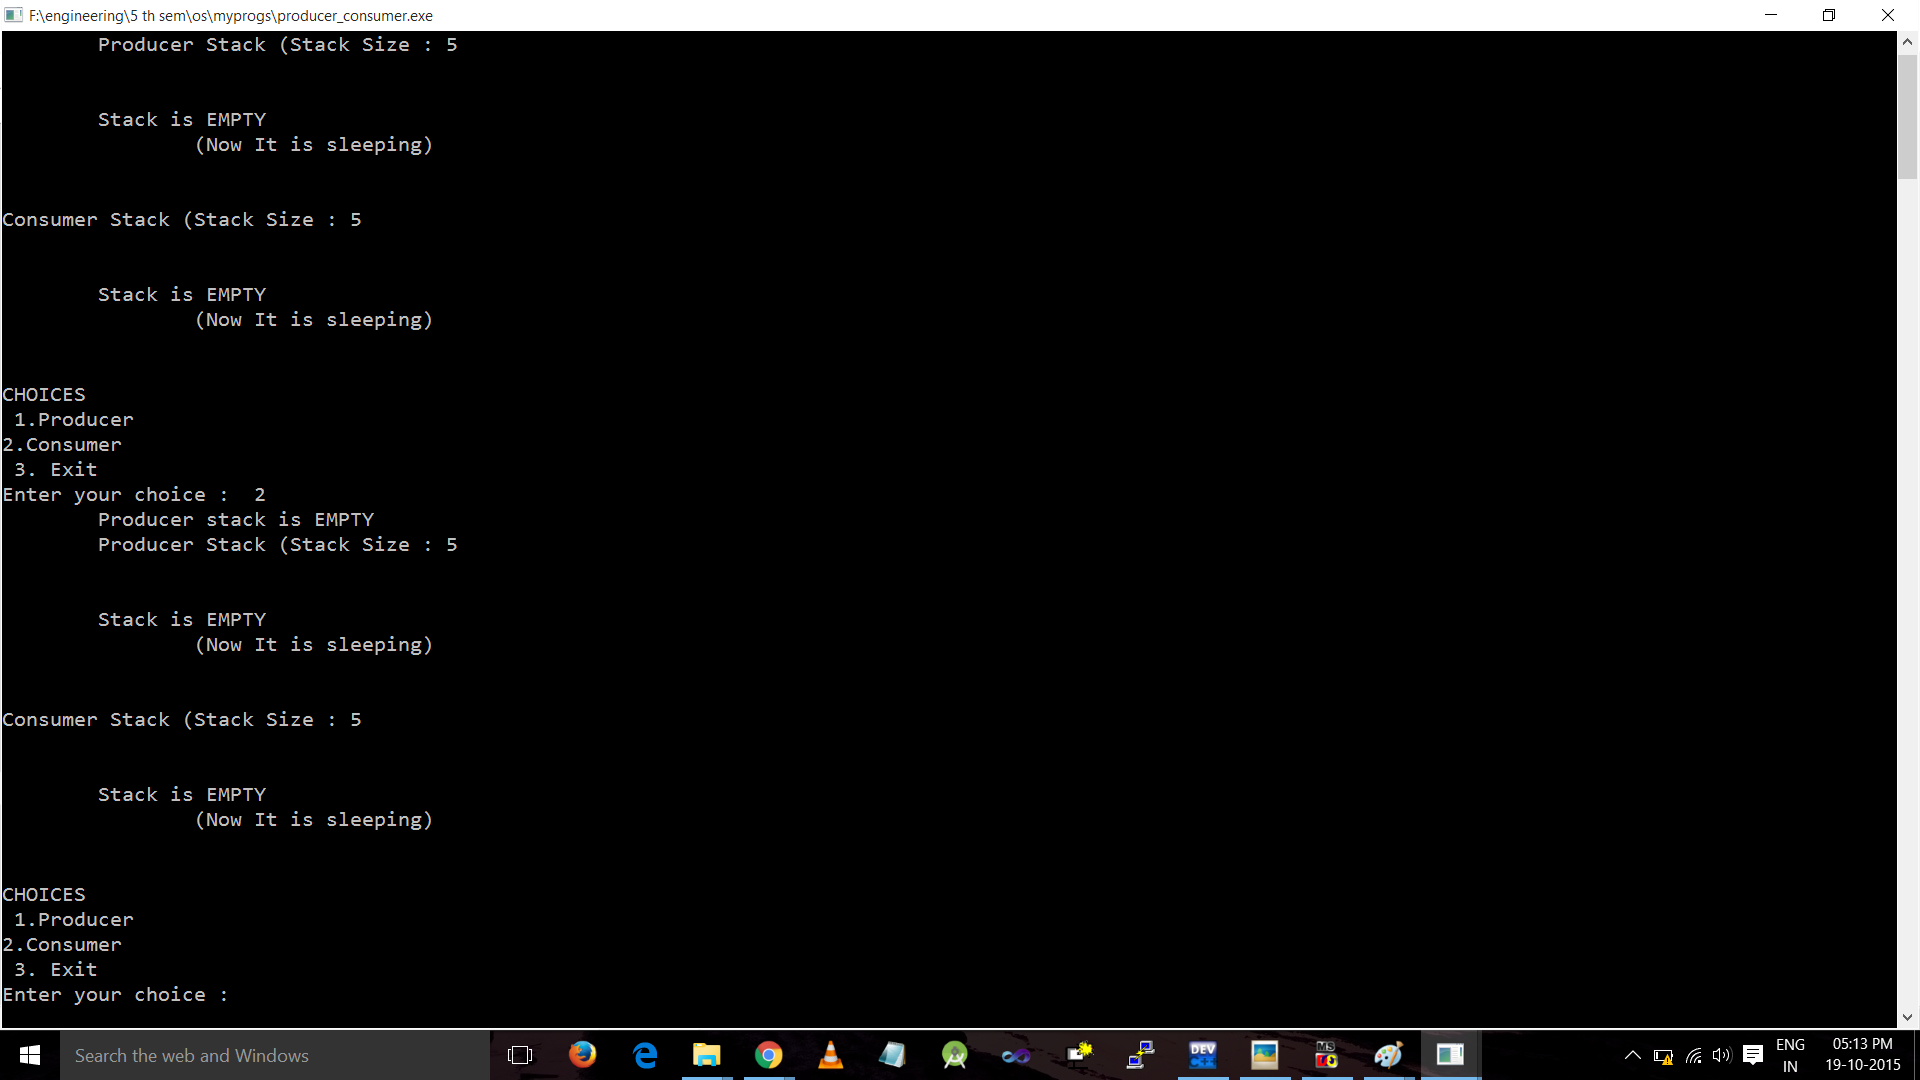 F:\engineering\5 th sem\os\myprogs\producer_consumer.exe
Producer Stack (Stack Size : 5
Stack is EMPTY
(Now It is sleeping)
Consumer Stack (Stack Size : 5
Stack is EMPTY
(Now It is sleeping)
CHOICES
1.Producer
2.Consumer
3. Exit
Enter your choice :  2
Producer stack is EMPTY
Producer Stack (Stack Size : 5
Stack is EMPTY
(Now It is sleeping)
Consumer Stack (Stack Size : 5
Stack is EMPTY
(Now It is sleeping)
CHOICES
1.Producer
2.Consumer
3. Exit
Enter your choice :
Search the web and Windows
DEV
MS
ENG
IN
05:13 PM
19-10-2015